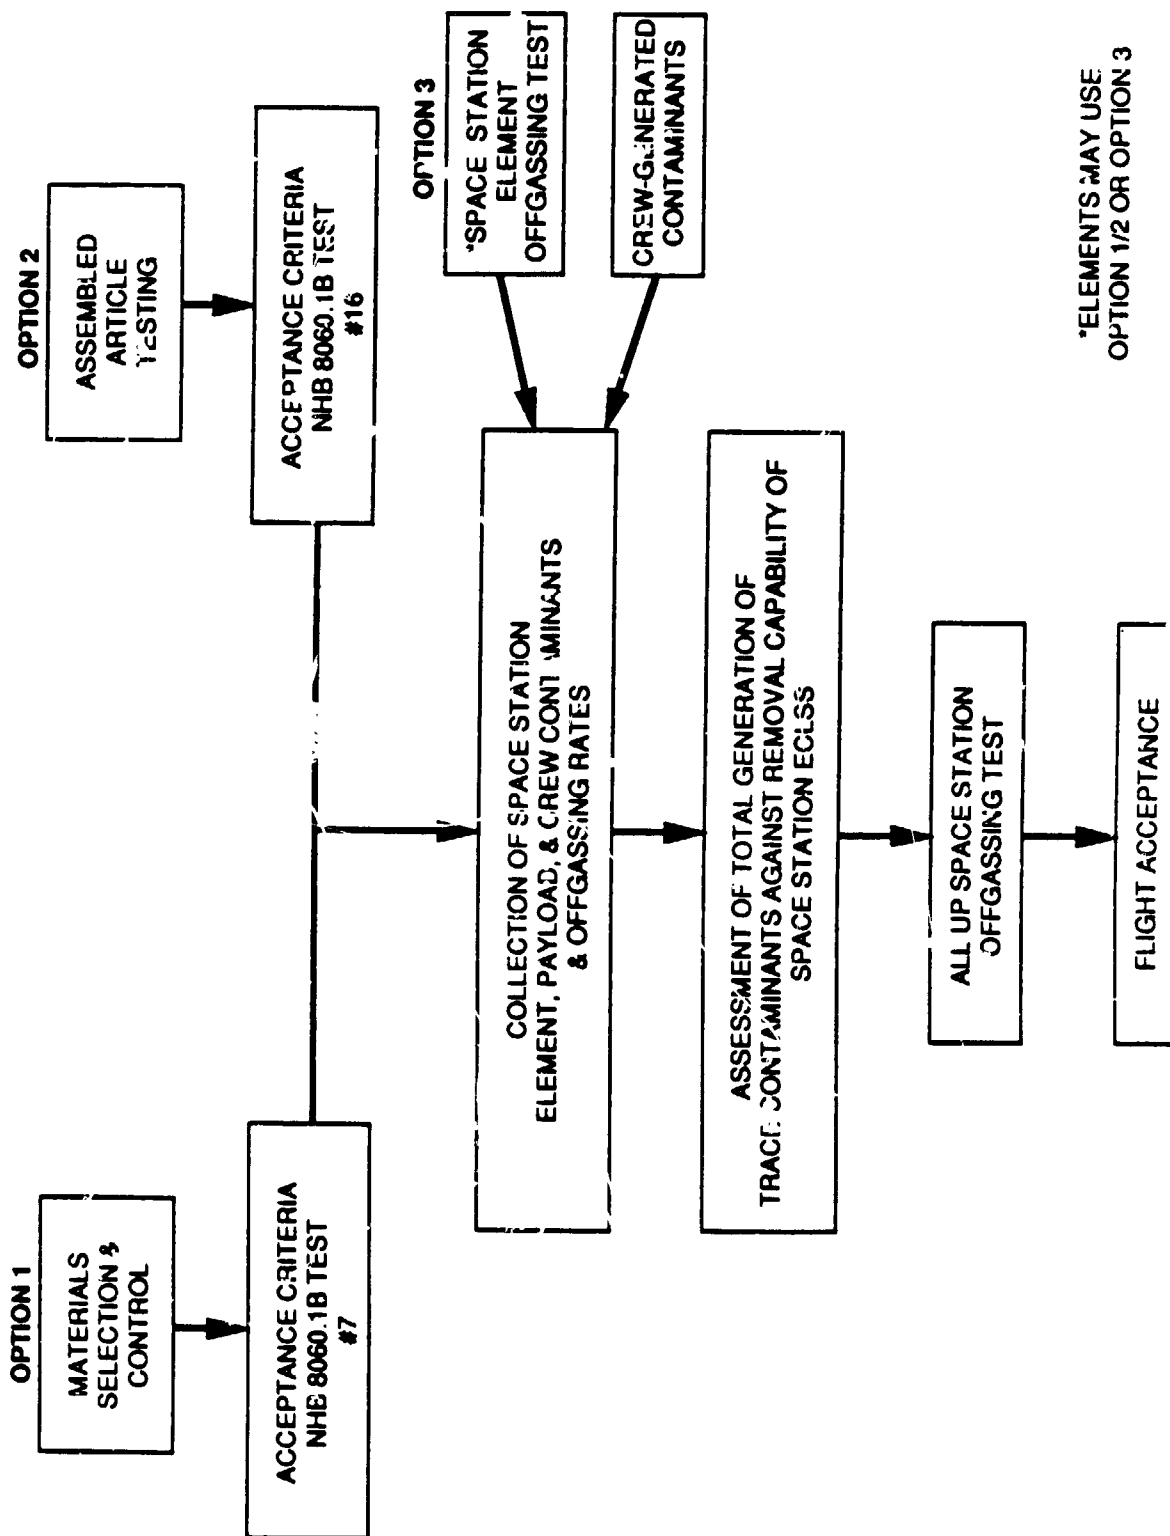 OPTION 1
MATERIALS
SELECTION &
CONTROL
ACCEPTANCE CRITERIA
NHB 8060.1B TEST
#7
OPTION 2
ASSEMBLED
ARTICLE
TESTING
ACCEPTANCE CRITERIA
NHB 8060.1B TEST
#16
OPTION 3
*SPACE STATION
ELEMENT
OFFGASSING TEST
CREW-GENERATED
CONTAMINANTS
COLLECTION OF SPACE STATION
ELEMENT, PAYLOAD, & CREW CONTAMINANTS
& OFFGASSING RATES
ASSESSMENT OF TOTAL GENERATION OF
TRACE CONTAMINANTS AGAINST REMOVAL CAPABILITY OF
SPACE STATION ECLSS
ALL UP SPACE STATION
OFFGASSING TEST
FLIGHT ACCEPTANCE
*ELEMENTS MAY USE
OPTION 1/2 OR OPTION 3